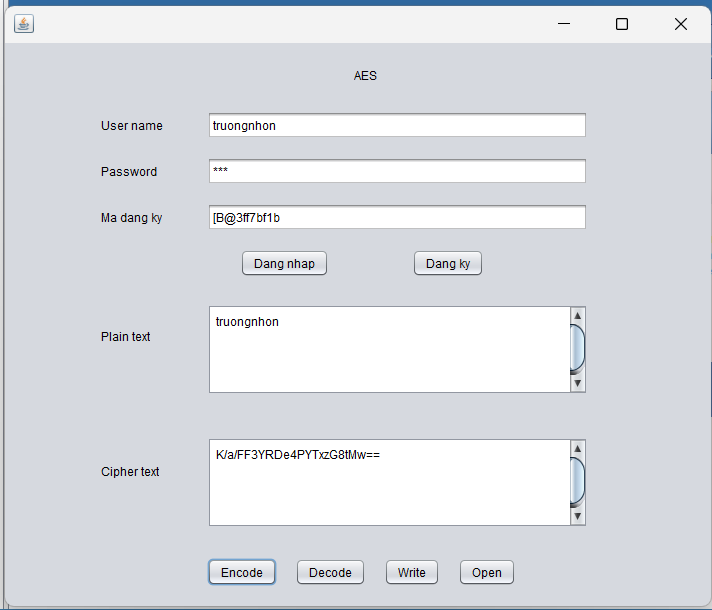 AES
User name truongnhon
Password ***
Ma dang ky [B@3ff7bf1b
Dang nhap Dang ky
Plain text truongnhon
Cipher text K/a/FF3YRDe4PYTxzG8tMw==
Encode Decode Write Open